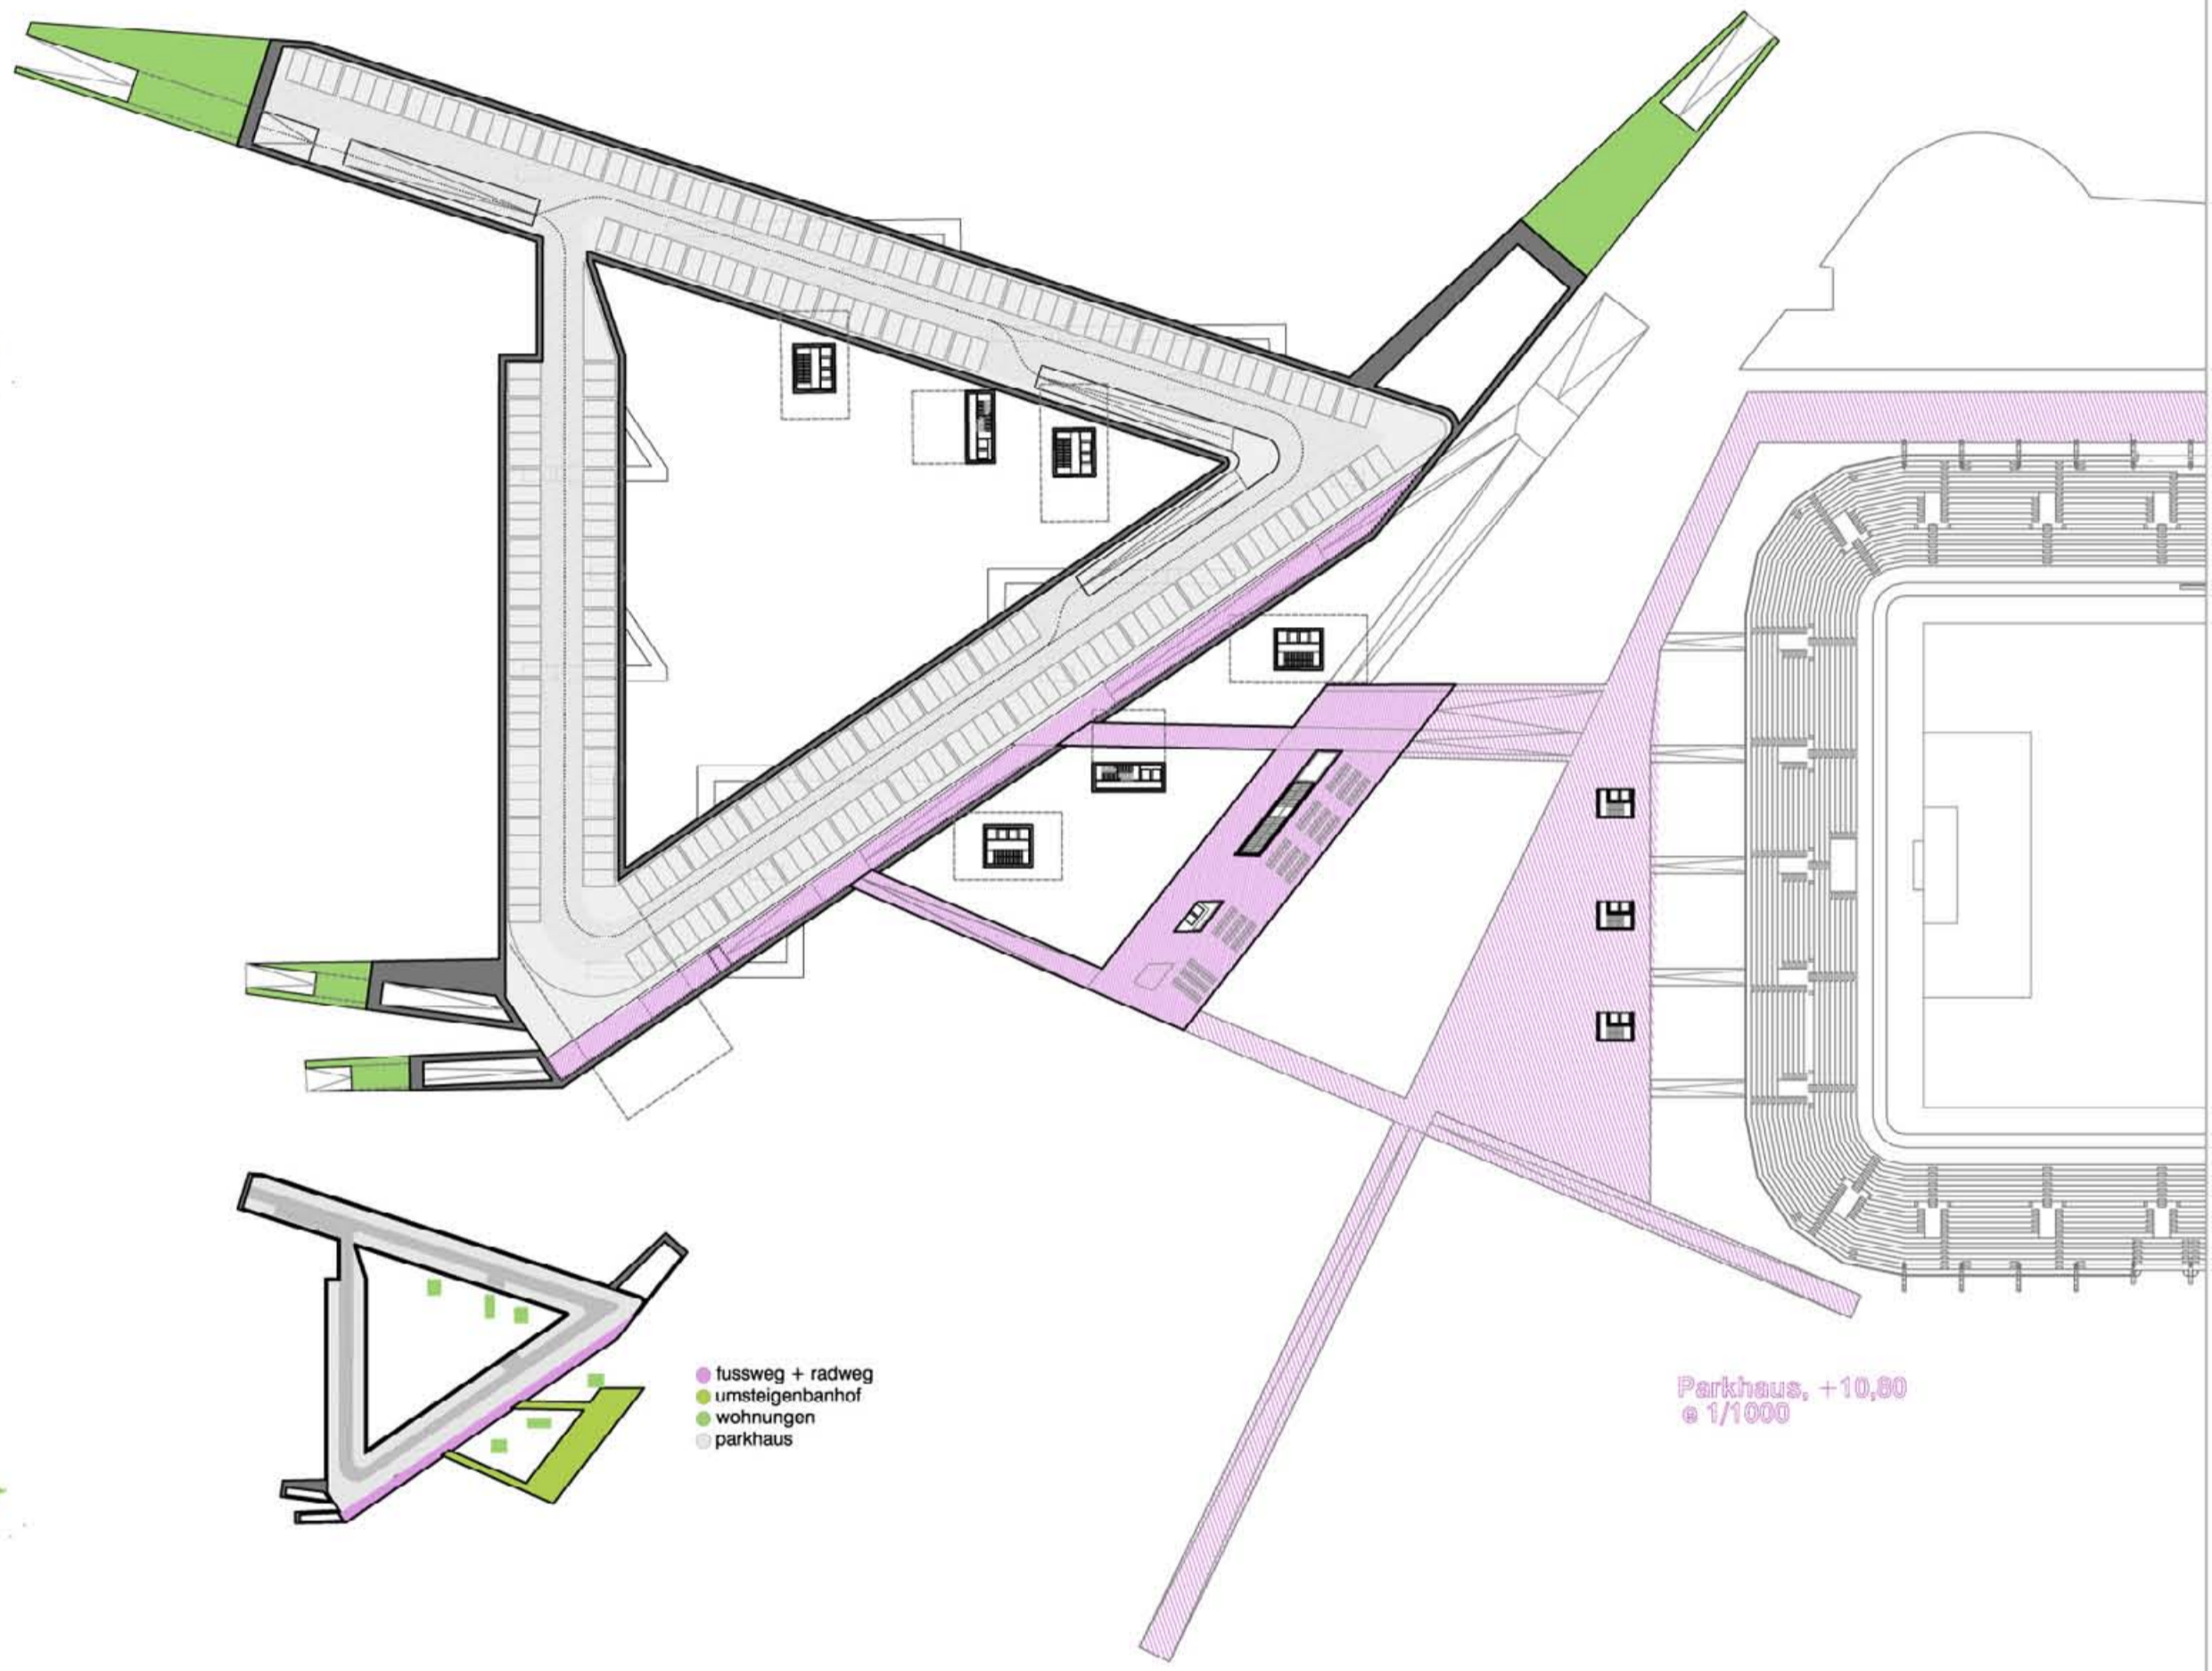 fussweg + radweg
umsteigenbanhof
wohnungen
parkhaus
Parkhaus, +10,80
e 1/1000